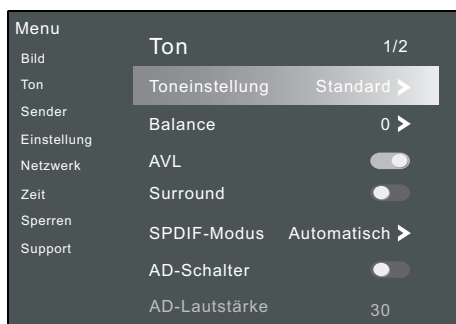 Menu
Bild
Ton
Sender
Einstellung
Netzwerk
Zeit
Sperren
Support
Ton 1/2
Toneinstellung Standard >
Balance 0 >
AVL
Surround
SPDIF-Modus Automatisch >
AD-Schalter
AD-Lautstärke 30